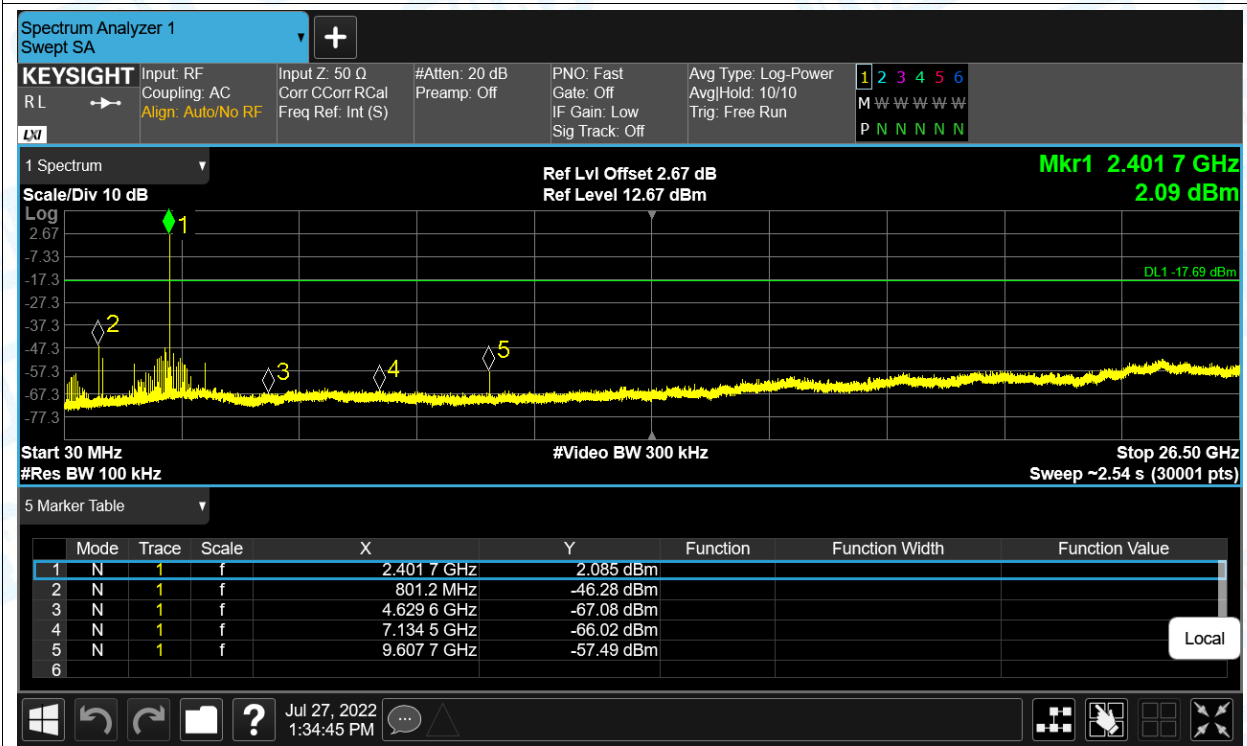 Spectrum Analyzer 1
Swept SA
KEYSIGHT Input: RF Input Z: 50 Ω #Atten: 20 dB PNO: Fast Avg Type: Log-Power 1 2 3 4 5 6
RL Coupling: AC Corr CCorr RCal Preamp: Off Gate: Off Avg|Hold: 10/10 M W W W W W W
Align: Auto/No RF Freq Ref: Int (S) IF Gain: Low Trig: Free Run
LXI Sig Track: Off P N N N N N N
1 Spectrum Ref Lvl Offset 2.67 dB Mkr1 2.401 7 GHz
Scale/Div 10 dB Ref Level 12.67 dBm 2.09 dBm
Log
1
2.67
-7.33
DL1 -17.69 dBm
-17.3
-27.3
-37.3
2
-47.3
5
-57.3
3
4
-67.3
-77.3
Start 30 MHz #Video BW 300 kHz Stop 26.50 GHz
#Res BW 100 kHz Sweep ~2.54 s (30001 pts)
5 Marker Table
Mode Trace Scale X Y Function Function Width Function Value
1 N 1 f 2.401 7 GHz 2.085 dBm
2 N 1 f 801.2 MHz -46.28 dBm
3 N 1 f 4.629 6 GHz -67.08 dBm
4 N 1 f 7.134 5 GHz -66.02 dBm
5 N 1 f 9.607 7 GHz -57.49 dBm
6
Local
? Jul 27, 2022
1:34:45 PM